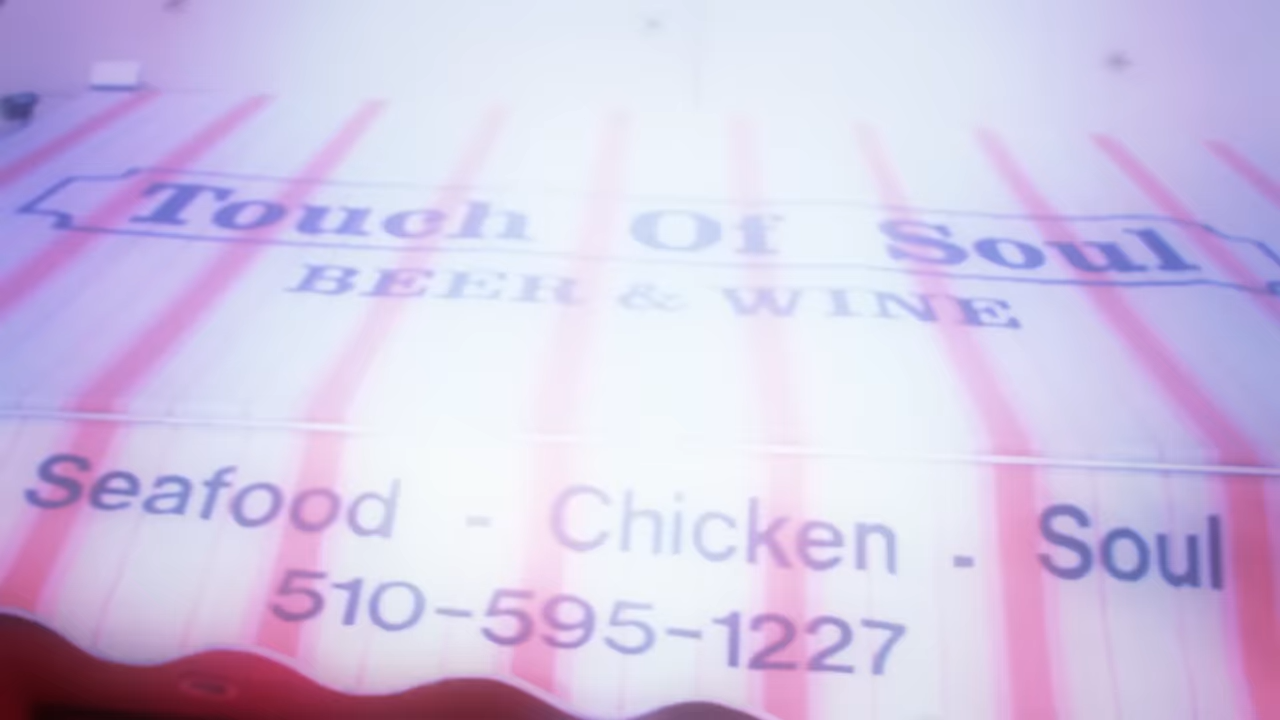 Touch Of Soul
BEER & WINE
Seafood - Chicken - Soul
510-595-1227